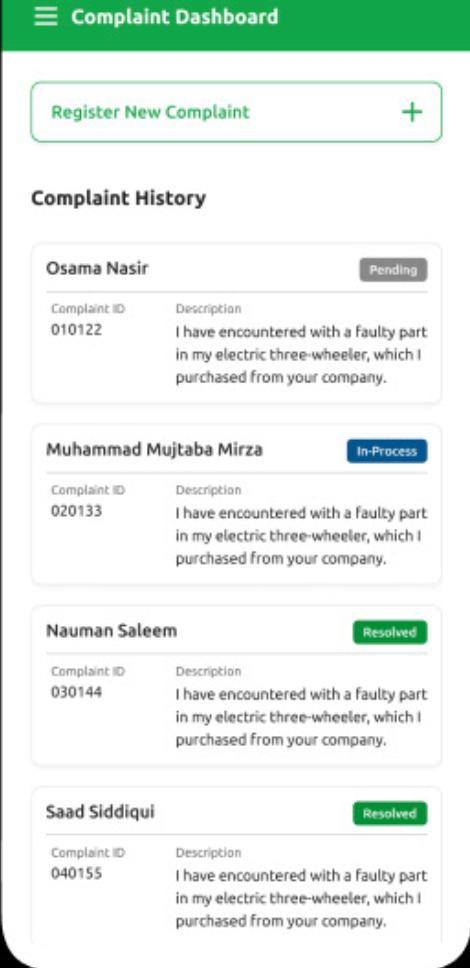 Complaint Dashboard
Register New Complaint +
Complaint History
Osama Nasir Pending
Complaint ID Description
010122 I have encountered with a faulty part
in my electric three-wheeler, which I
purchased from your company.
Muhammad Mujtaba Mirza In-Process
Complaint ID Description
020133 I have encountered with a faulty part
in my electric three-wheeler, which I
purchased from your company.
Nauman Saleem Resolved
Complaint ID Description
030144 I have encountered with a faulty part
in my electric three-wheeler, which I
purchased from your company.
Saad Siddiqui Resolved
Complaint ID Description
040155 I have encountered with a faulty part
in my electric three-wheeler, which I
purchased from your company.